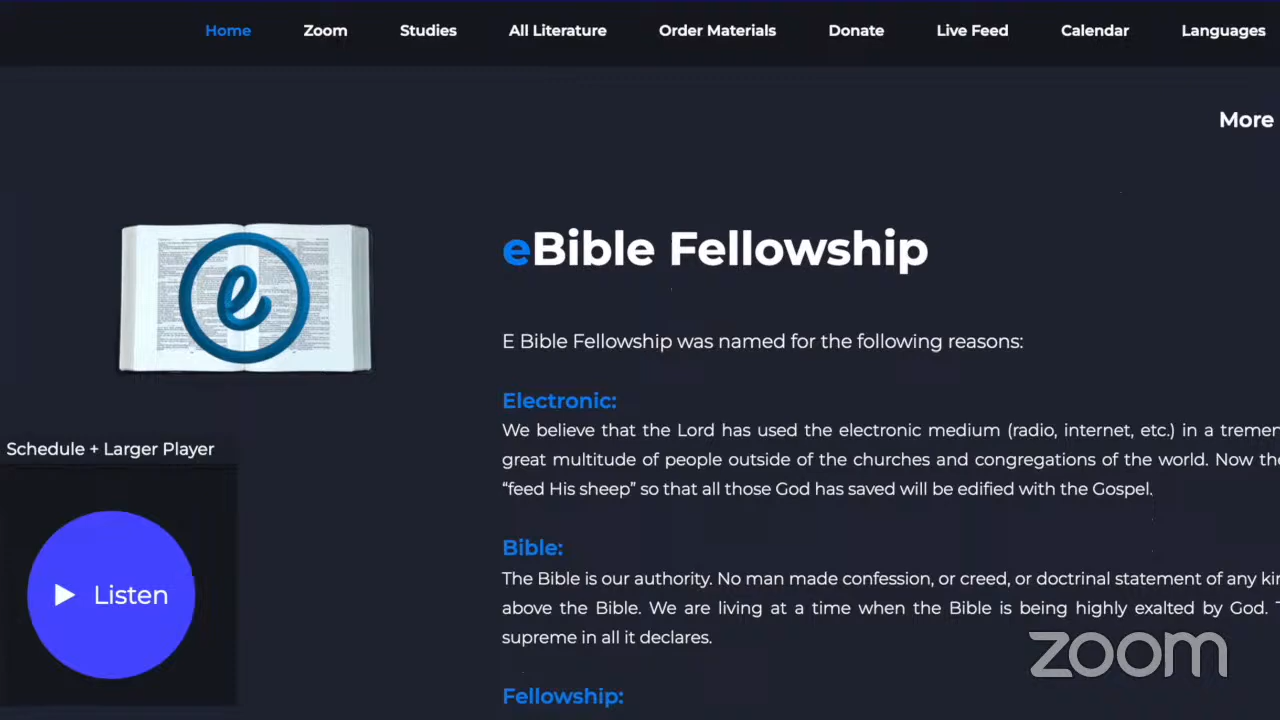 Home Zoom Studies All Literature Order Materials Donate Live Feed Calendar Languages
More
e
eBible Fellowship
E Bible Fellowship was named for the following reasons:
Electronic:
We believe that the Lord has used the electronic medium (radio, internet, etc.) in a
great multitude of people outside of the churches and congregations of the world. Now
“feed His sheep” so that all those God has saved will be edified with the Gospel.
Schedule + Larger Player
Listen
Bible:
The Bible is our authority. No man made confession, or creed, or doctrinal statement of any
above the Bible. We are living at a time when the Bible is being highly exalted by God.
supreme in all it declares.
Fellowship:
zoom